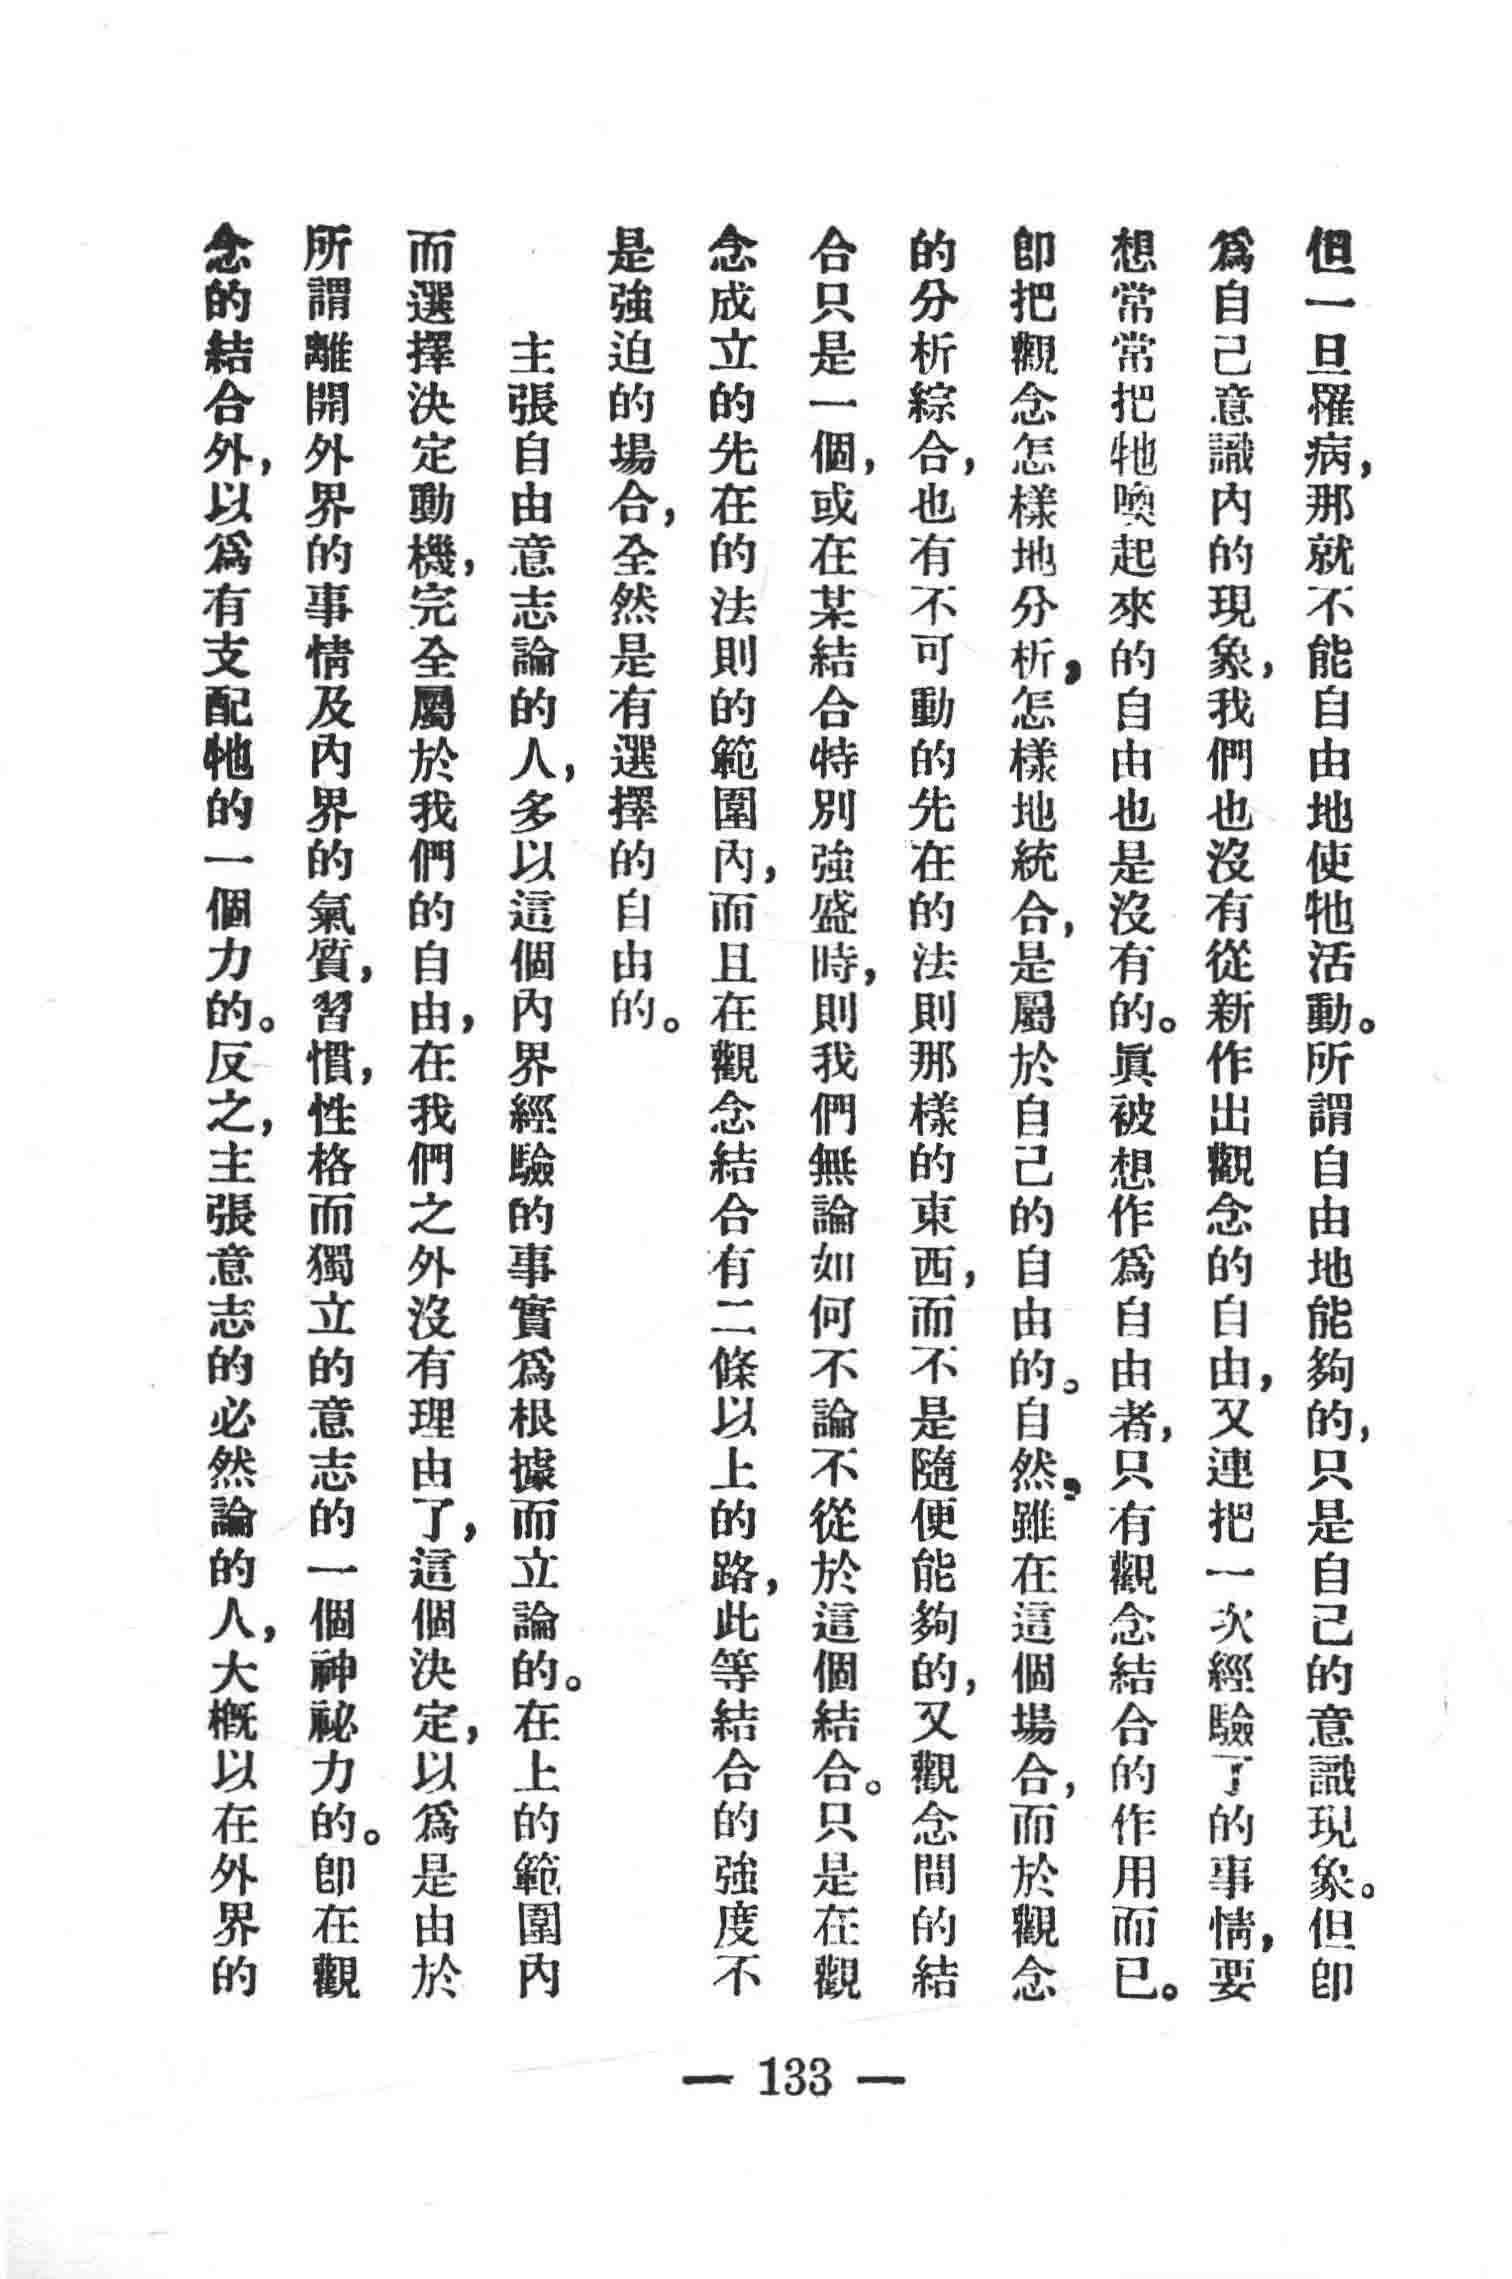 但一旦罹病,那就不能自由地使牠活動。所謂自由地能夠的,只是自己的意識現象。但卽
爲自己意識內的現象,我們也沒有從新作出觀念的自由,又連把一次經驗了的事情,要
想常常把牠喚起來的自由也是沒有的。眞被想作爲自由者,只有觀念結合的作用而已。
卽把觀念怎樣地分析,怎樣地統合,是屬於自己的自由的。自然,雖在這個場合,而於觀念
的分析綜合,也有不可動的先在的法則那樣的東西,而不是隨便能夠的,又觀念間的結
合只是一個,或在某結合特別強盛時,則我們無論如何不論不從於這個結合。只是在觀
念成立的先在的法則的範圍內,而且在觀念結合有二條以上的路,此等結合的強度不
是強迫的場合,全然是有選擇的自由的。
主張自由意志論的人,多以這個內界經驗的事實爲根據而立論的。在上的範圍內
而選擇決定動機,完全屬於我們的自由,在我們之外沒有理由了,這個決定,以爲是由於
所謂離開外界的事情及內界的氣質,習慣,性格而獨立的意志的一個神祕力的。卽在觀
念的結合外,以爲有支配牠的一個力的。反之,主張意志的必然論的人,大概以在外界的
— 133 —